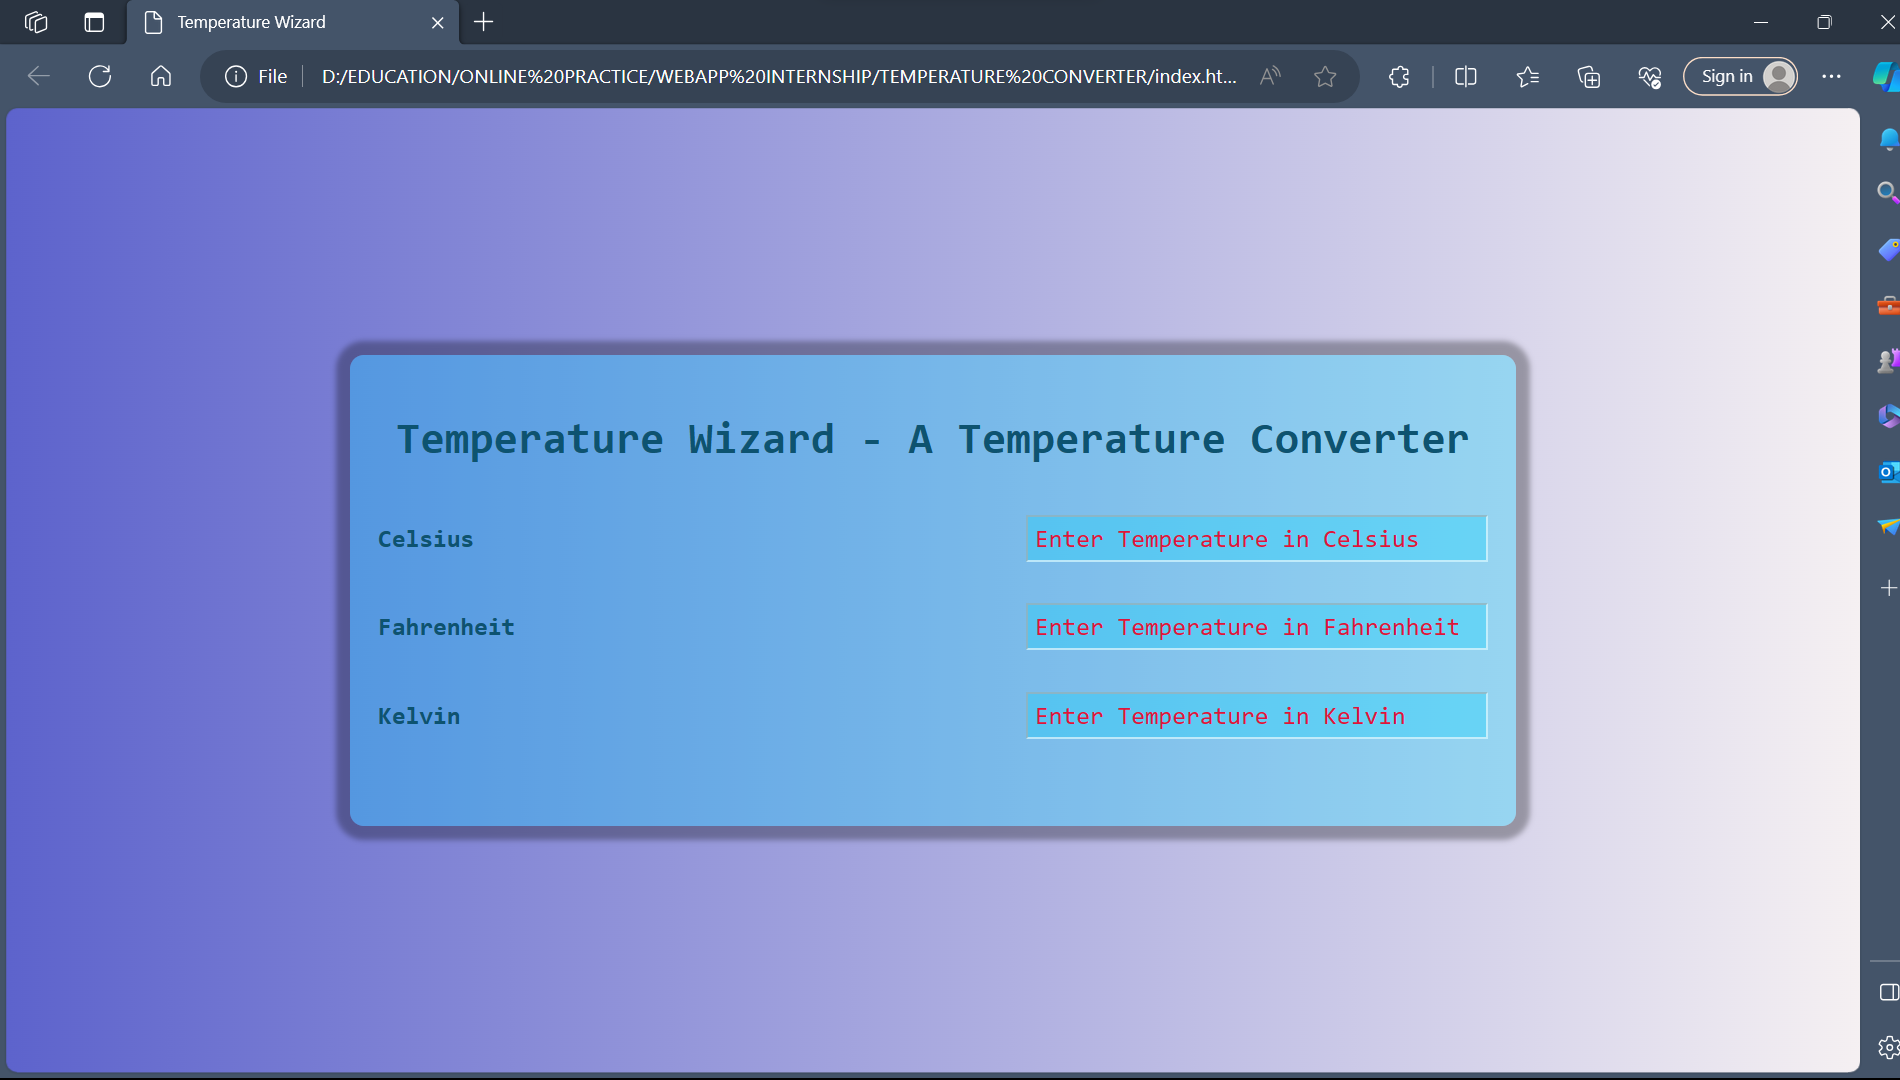 Temperature Wizard
File
D:/EDUCATION/ONLINE%20PRACTICE/WEBAPP%20INTERNSHIP/TEMPERATURE%20CONVERTER/index.ht...
Sign in
Temperature Wizard - A Temperature Converter
Celsius
Enter Temperature in Celsius
Fahrenheit
Enter Temperature in Fahrenheit
Kelvin
Enter Temperature in Kelvin